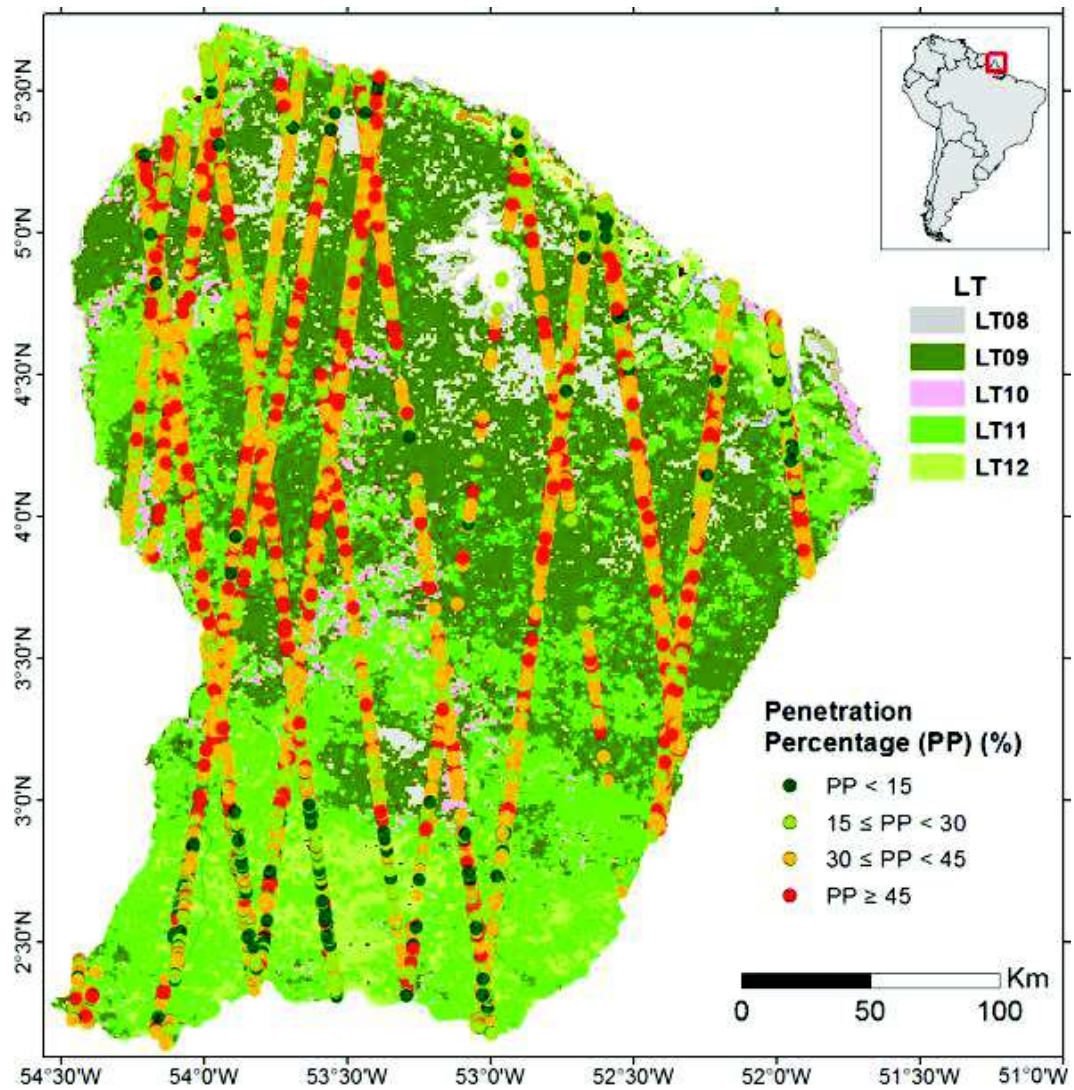 5°30'N
5°0'N
4°30'N
4°0'N
3°30'N
3°0'N
2°30'N
LT
LT08
LT09
LT10
LT11
LT12
Penetration
Percentage (PP) (%)
PP < 15
15 ≤ PP < 30
30 ≤ PP < 45
PP ≥ 45
Km
0 50 100
54°30'W 54°0'W 53°30'W 53°0'W 52°30'W 52°0'W 51°30'W 51°0'W